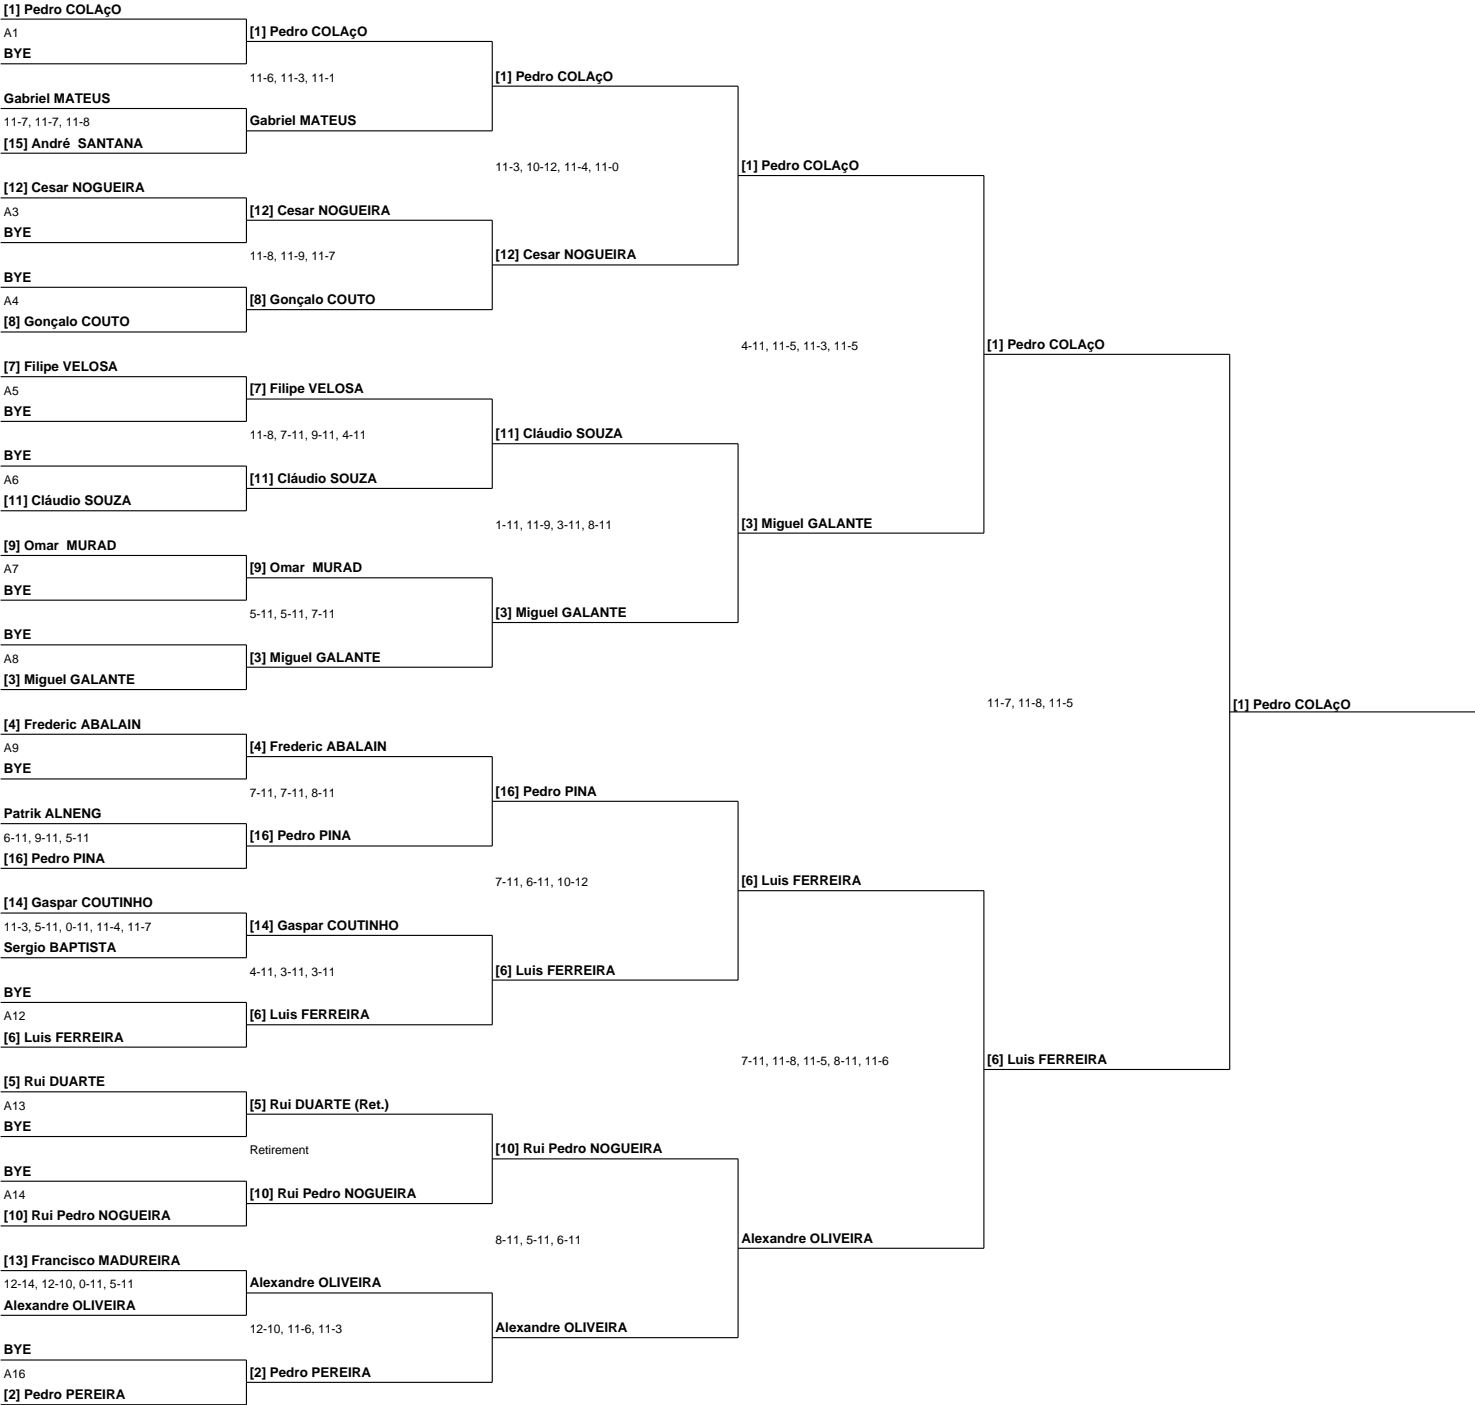 [1] Pedro COLAçO
A1
BYE
Gabriel MATEUS
11-7, 11-7, 11-8
[15] André  SANTANA
[12] Cesar NOGUEIRA
A3
BYE
BYE
A4
[8] Gonçalo COUTO
[7] Filipe VELOSA
A5
BYE
BYE
A6
[11] Cláudio SOUZA
[9] Omar  MURAD
A7
BYE
BYE
A8
[3] Miguel GALANTE
[4] Frederic ABALAIN
A9
BYE
Patrik ALNENG
6-11, 9-11, 5-11
[16] Pedro PINA
[14] Gaspar COUTINHO
11-3, 5-11, 0-11, 11-4, 11-7
Sergio BAPTISTA
BYE
A12
[6] Luis FERREIRA
[5] Rui DUARTE
A13
BYE
BYE
A14
[10] Rui Pedro NOGUEIRA
[13] Francisco MADUREIRA
12-14, 12-10, 0-11, 5-11
Alexandre OLIVEIRA
BYE
A16
[2] Pedro PEREIRA
[1] Pedro COLAçO
11-6, 11-3, 11-1
Gabriel MATEUS
[12] Cesar NOGUEIRA
11-8, 11-9, 11-7
[8] Gonçalo COUTO
[7] Filipe VELOSA
11-8, 7-11, 9-11, 4-11
[11] Cláudio SOUZA
[9] Omar  MURAD
5-11, 5-11, 7-11
[3] Miguel GALANTE
[4] Frederic ABALAIN
7-11, 7-11, 8-11
[16] Pedro PINA
[14] Gaspar COUTINHO
4-11, 3-11, 3-11
[6] Luis FERREIRA
[5] Rui DUARTE (Ret.)
Retirement
[10] Rui Pedro NOGUEIRA
Alexandre OLIVEIRA
12-10, 11-6, 11-3
[2] Pedro PEREIRA
[1] Pedro COLAçO
11-3, 10-12, 11-4, 11-0
[12] Cesar NOGUEIRA
[11] Cláudio SOUZA
1-11, 11-9, 3-11, 8-11
[3] Miguel GALANTE
[16] Pedro PINA
7-11, 6-11, 10-12
[6] Luis FERREIRA
[10] Rui Pedro NOGUEIRA
8-11, 5-11, 6-11
Alexandre OLIVEIRA
[1] Pedro COLAçO
4-11, 11-5, 11-3, 11-5
[3] Miguel GALANTE
[6] Luis FERREIRA
7-11, 11-8, 11-5, 8-11, 11-6
Alexandre OLIVEIRA
[1] Pedro COLAçO
11-7, 11-8, 11-5
[6] Luis FERREIRA
[1] Pedro COLAçO